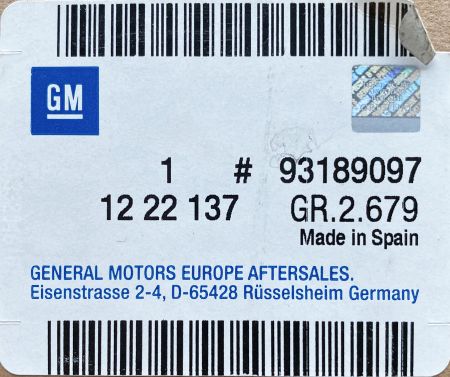 GM
1 # 93189097
12 22 137 GR.2.679
Made in Spain
GENERAL MOTORS EUROPE AFTERSALES.
Eisenstrasse 2-4, D-65428 Rüsselsheim Germany